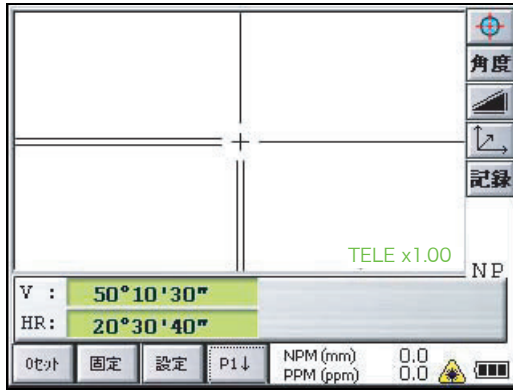 角度
記録
TELE x1.00
NP
V : 50°10'30"
HR: 20°30'40"
0セット 固定 設定 P1↓ NPM (mm) 0.0
PPM (ppm) 0.0